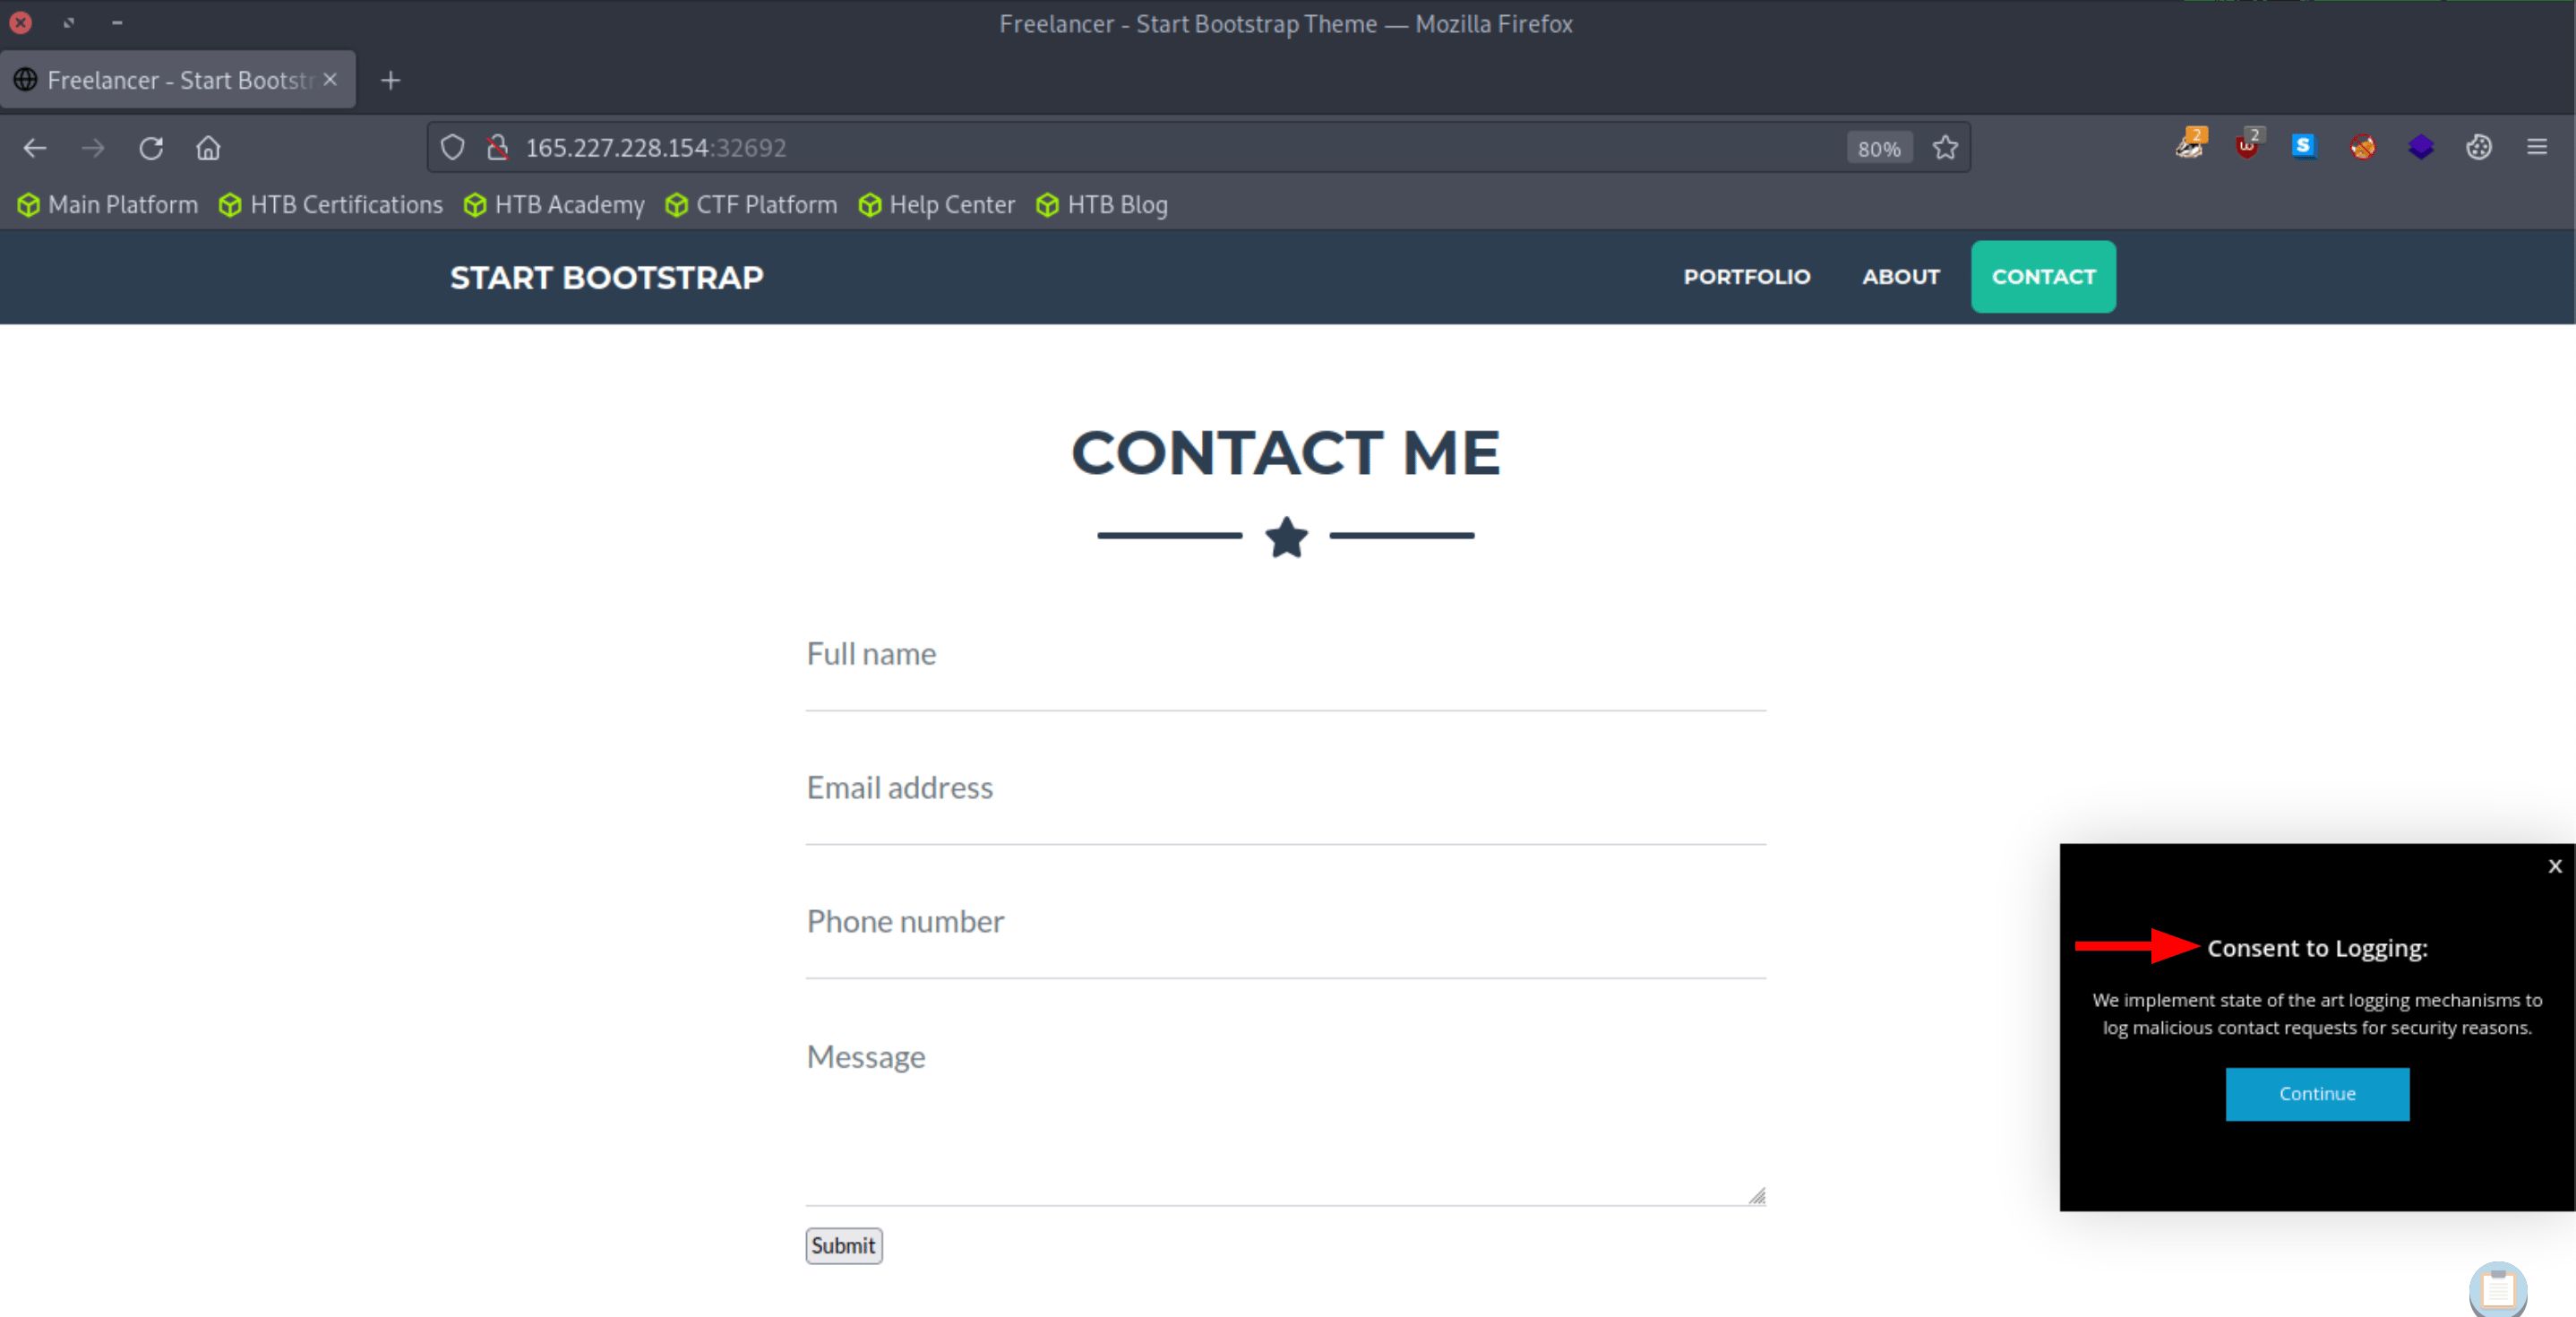 Freelancer - Start Bootstrap Theme — Mozilla Firefox
Freelancer - Start Bootstr
165.227.228.154:32692
80%
2
2
S
Main Platform
HTB Certifications
HTB Academy
CTF Platform
Help Center
HTB Blog
START BOOTSTRAP
PORTFOLIO
ABOUT
CONTACT
CONTACT ME
Full name
Email address
Phone number
Message
Submit
x
Consent to Logging:
We implement state of the art logging mechanisms to
log malicious contact requests for security reasons.
Continue